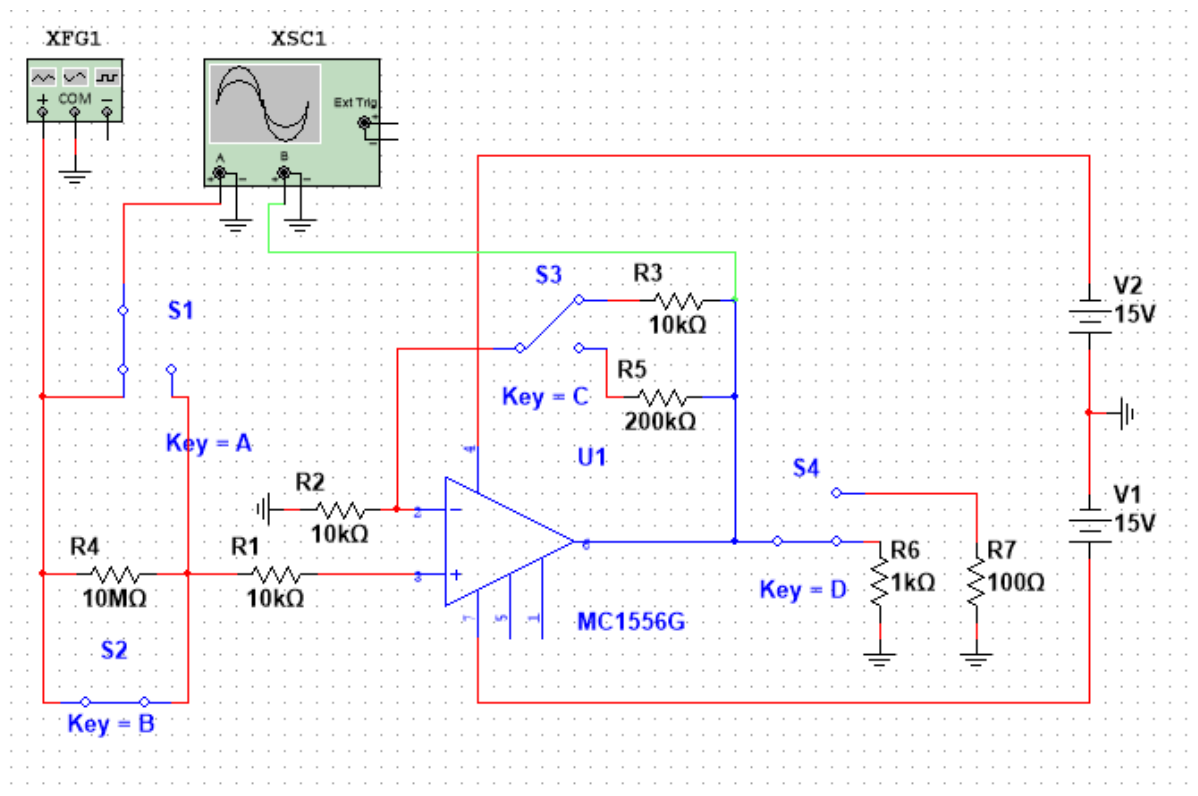 XFG1
XSC1
COM
+ −
Ext Trig
+
−
A
B
+ − + −
S1
Key = A
S3
R3
10kΩ
Key = C
R5
200kΩ
V2
15V
U1
4
S4
R2
10kΩ
2
6
V1
15V
R4
10MΩ
R1
10kΩ
3
7
5
1
MC1556G
Key = D
R6
1kΩ
R7
100Ω
S2
Key = B